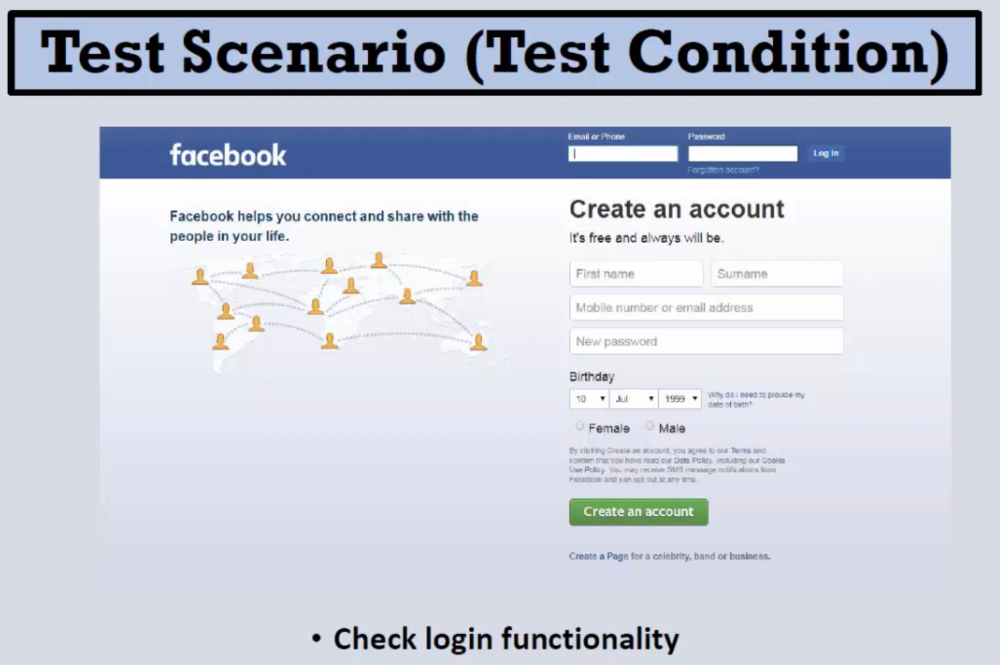 Test Scenario (Test Condition)
facebook
Email or Phone
Password
Log In
Forgotten account?
Facebook helps you connect and share with the
people in your life.
Create an account
It's free and always will be.
First name
Surname
Mobile number or email address
New password
Birthday
10
Jul
1999
Why do I need to provide my
date of birth?
Female
Male
By clicking Create an account, you agree to our Terms and
confirm that you have read our Data Policy, including our Cookie
Use Policy. You may receive SMS message notifications from
Facebook and can opt out at any time.
Create an account
Create a Page for a celebrity, band or business.
• Check login functionality